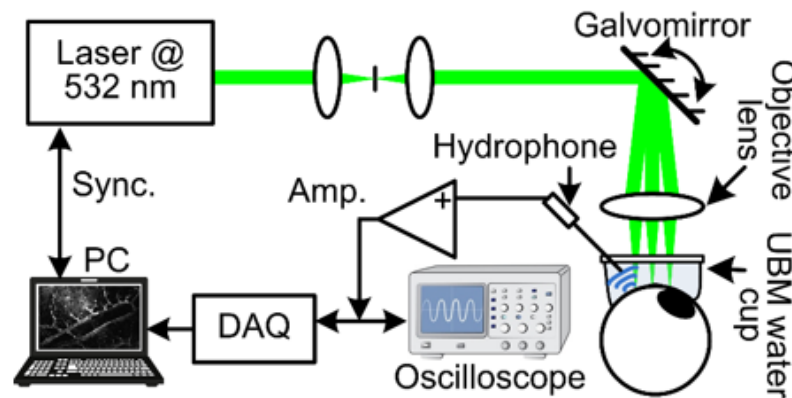 Laser @
532 nm
Galvomirror
Objective
lens
Hydrophone
Sync.
Amp.
+
PC
DAQ
Oscilloscope
UBM water
cup